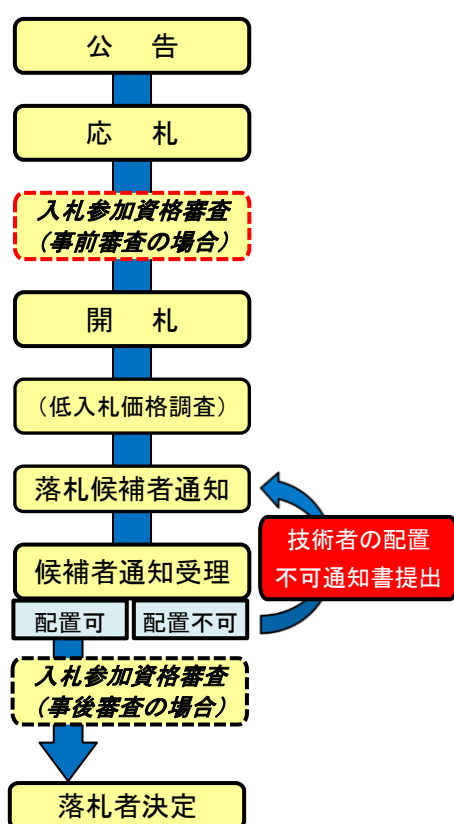 公　告
応　札
入札参加資格審査
（事前審査の場合）
開　札
（低入札価格調査）
落札候補者通知
技術者の配置
不可通知書提出
候補者通知受理
配置可
配置不可
入札参加資格審査
（事後審査の場合）
落札者決定